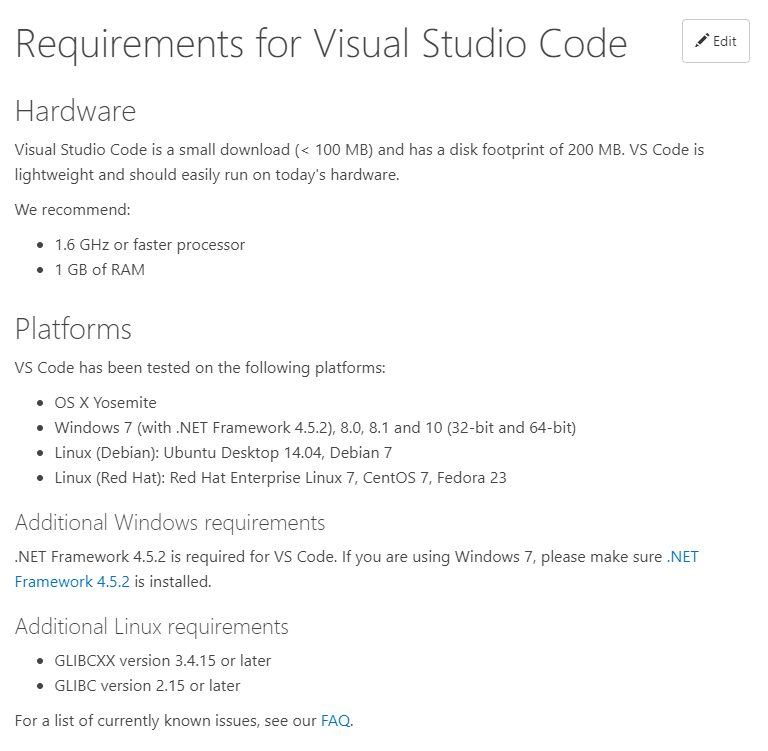 Requirements for Visual Studio Code
Edit
Hardware
Visual Studio Code is a small download (< 100 MB) and has a disk footprint of 200 MB. VS Code is
lightweight and should easily run on today's hardware.
We recommend:
• 1.6 GHz or faster processor
• 1 GB of RAM
Platforms
VS Code has been tested on the following platforms:
• OS X Yosemite
• Windows 7 (with .NET Framework 4.5.2), 8.0, 8.1 and 10 (32-bit and 64-bit)
• Linux (Debian): Ubuntu Desktop 14.04, Debian 7
• Linux (Red Hat): Red Hat Enterprise Linux 7, CentOS 7, Fedora 23
Additional Windows requirements
.NET Framework 4.5.2 is required for VS Code. If you are using Windows 7, please make sure .NET
Framework 4.5.2 is installed.
Additional Linux requirements
• GLIBCXX version 3.4.15 or later
• GLIBC version 2.15 or later
For a list of currently known issues, see our FAQ.